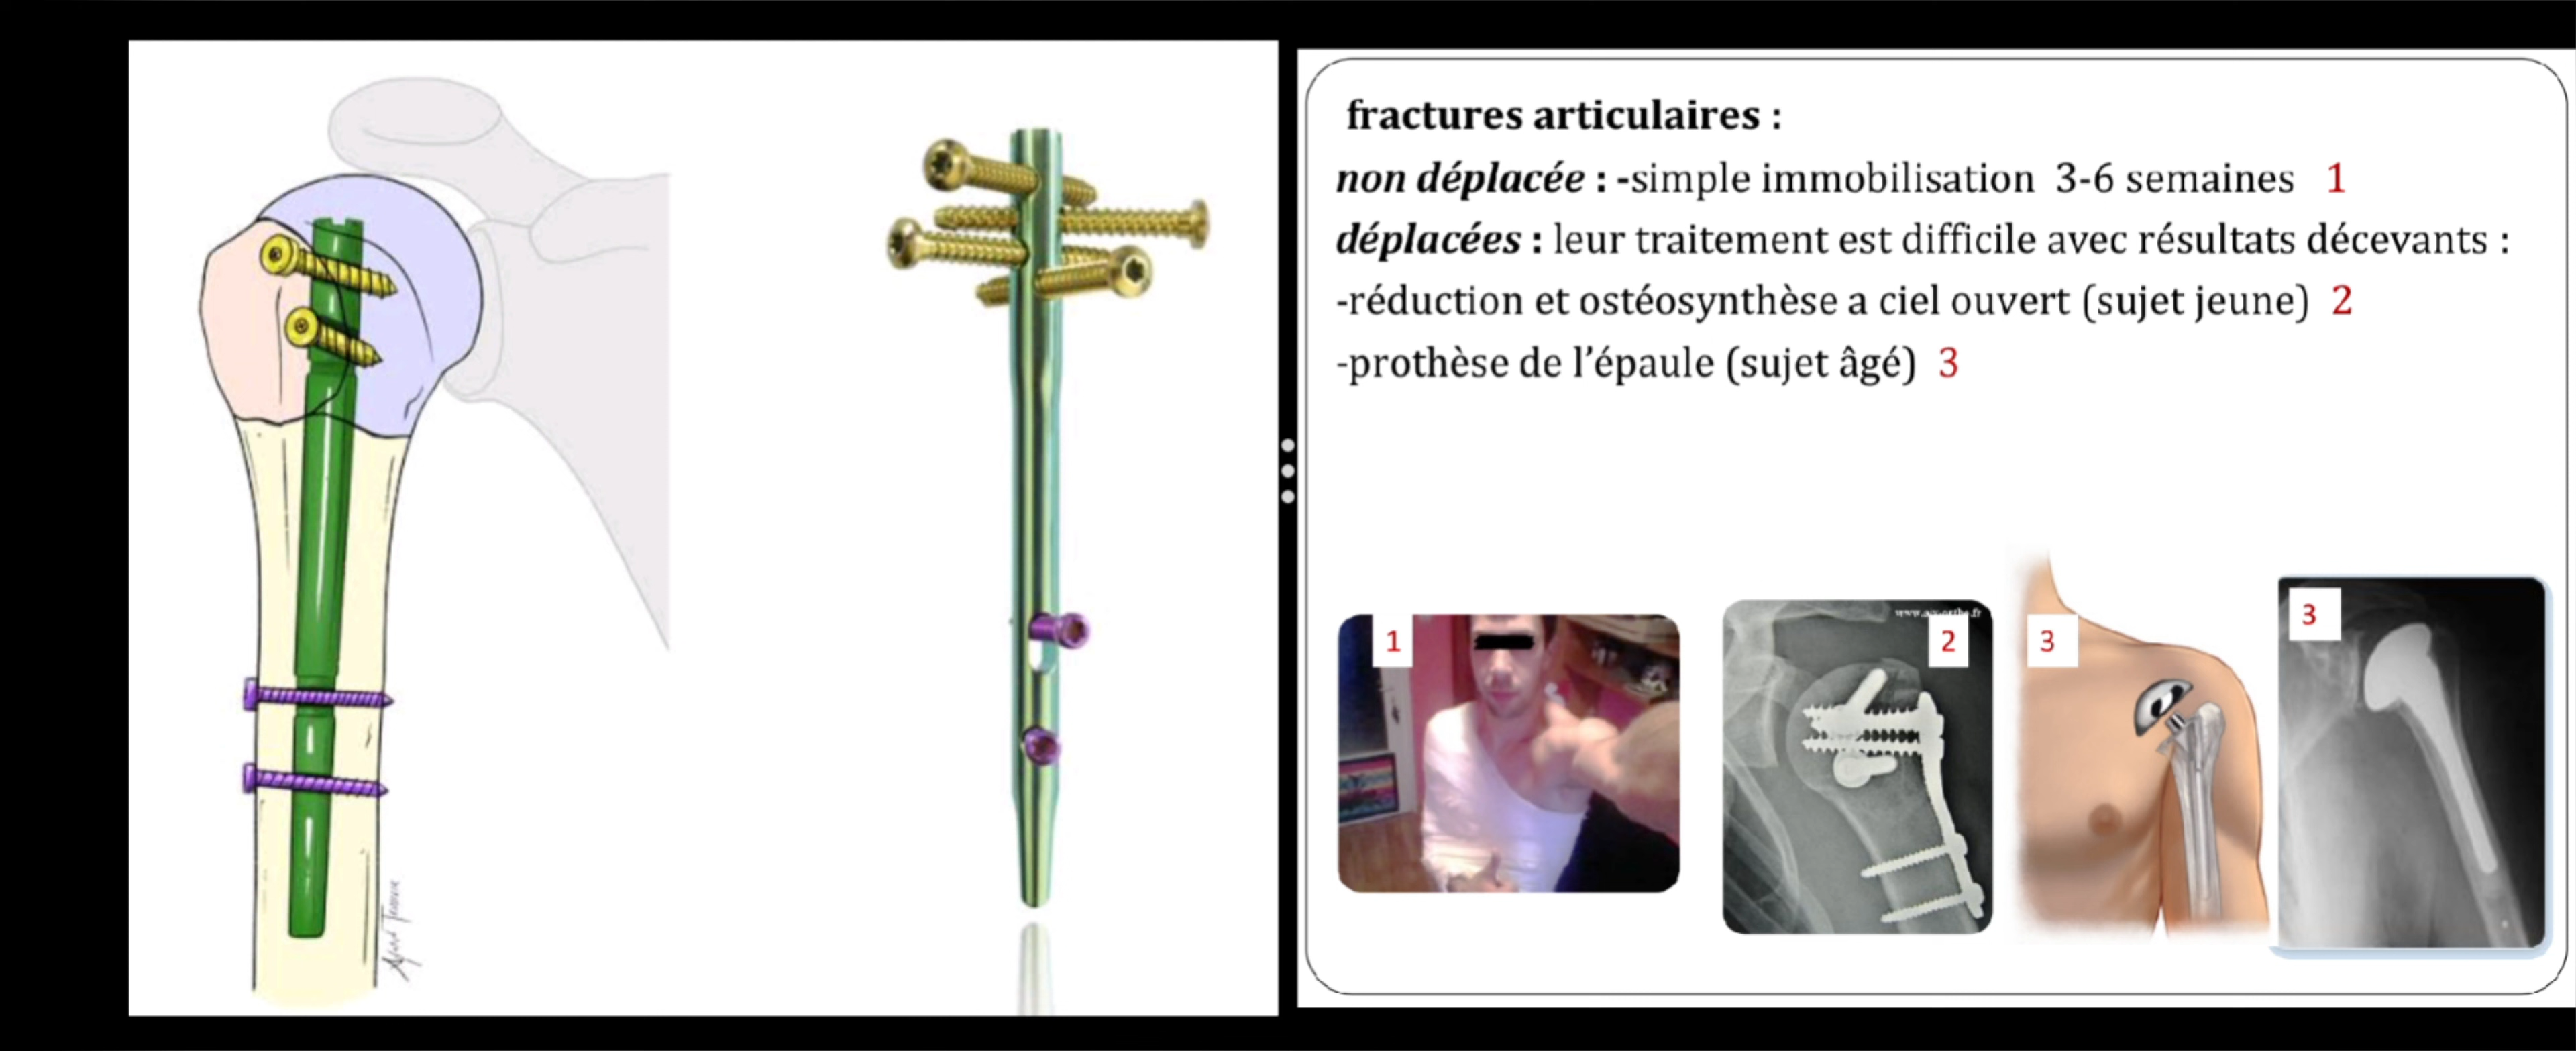 fractures articulaires :
non déplacée : -simple immobilisation 3-6 semaines 1
déplacées : leur traitement est difficile avec résultats décevants :
-réduction et ostéosynthèse a ciel ouvert (sujet jeune) 2
-prothèse de l'épaule (sujet âgé) 3
1
2
3
3